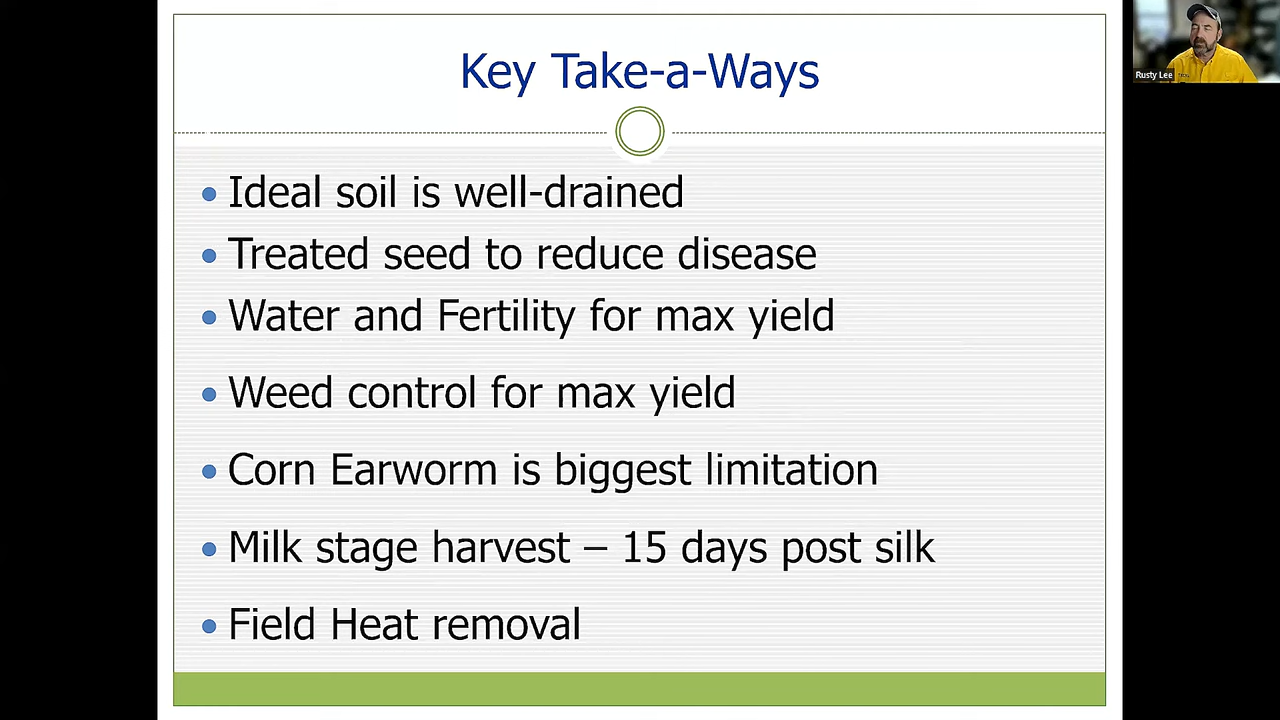 Key Take-a-Ways
Rusty Lee
Ideal soil is well-drained
Treated seed to reduce disease
Water and Fertility for max yield
Weed control for max yield
Corn Earworm is biggest limitation
Milk stage harvest – 15 days post silk
Field Heat removal